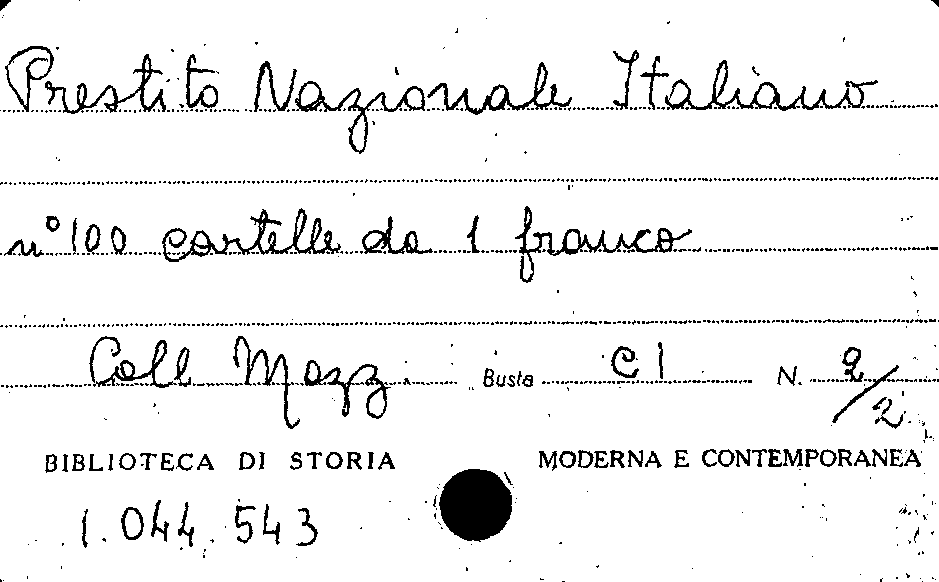 Prestito Nazionale Italiano
n° 100 cartelle da 1 franco
Coll Mazz. Busta CI N. 2/2
BIBLIOTECA DI STORIA MODERNA E CONTEMPORANEA
1.044.543